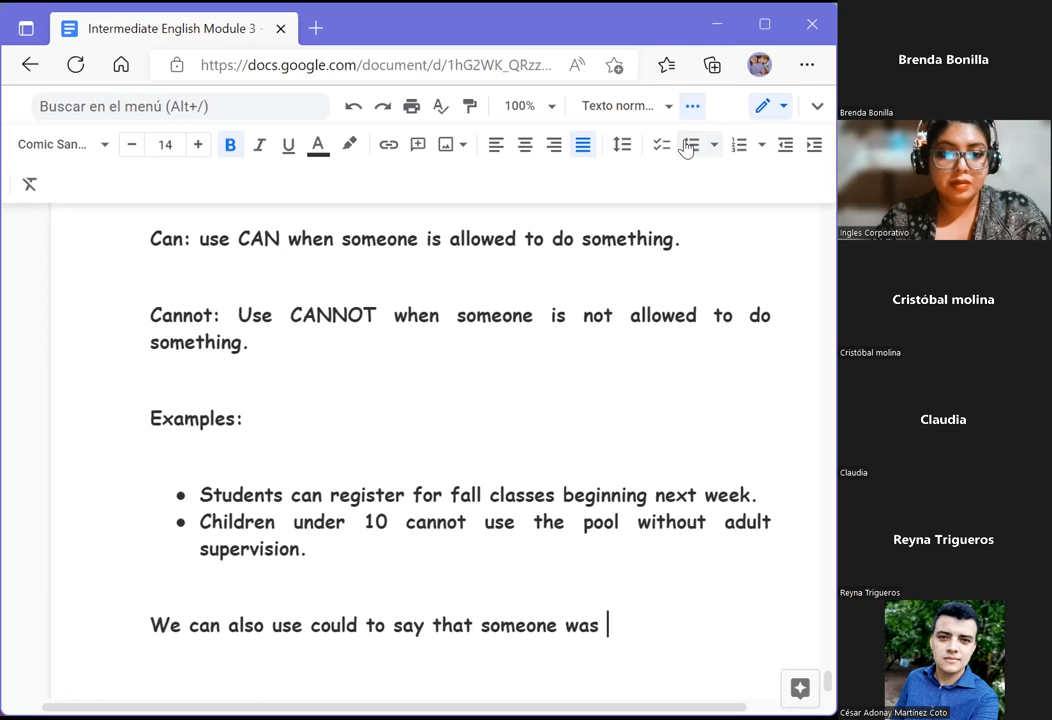 Intermediate English Module 3 -
https://docs.google.com/document/d/1hG2WK_QRzz...
Buscar en el menú (Alt+/)
100%
Texto norm...
Comic San...
14
B
I
U
A
Can: use CAN when someone is allowed to do something.
Cannot: Use CANNOT when someone is not allowed to do
something.
Examples:
● Students can register for fall classes beginning next week.
● Children under 10 cannot use the pool without adult
supervision.
We can also use could to say that someone was
Brenda Bonilla
Brenda Bonilla
Ingles Corporativo
Cristóbal molina
Cristóbal molina
Claudia
Claudia
Reyna Trigueros
Reyna Trigueros
César Adonay Martínez Coto